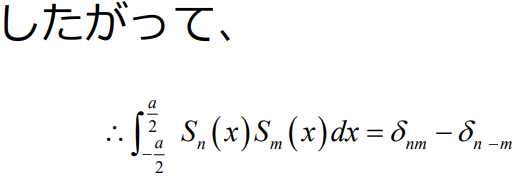 したがって、
∴∫_{-a/2}^{a/2} S_n(x)S_m(x)dx = δ_{nm} − δ_{n −m}